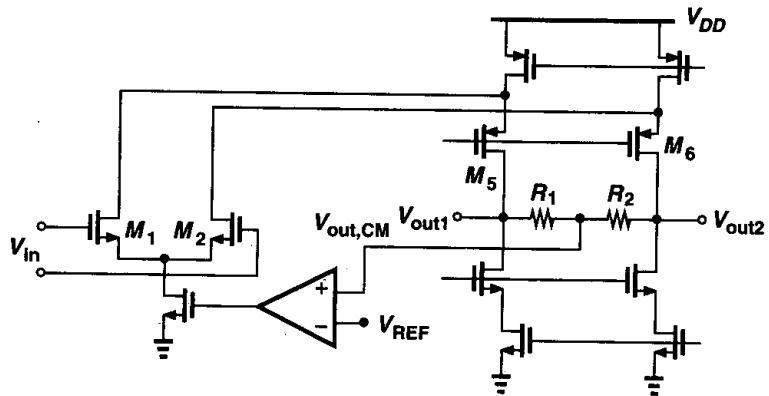 V_DD
M_5
M_6
R_1
R_2
V_out,CM
V_out1
V_out2
M_1
M_2
V_in
+
−
V_REF